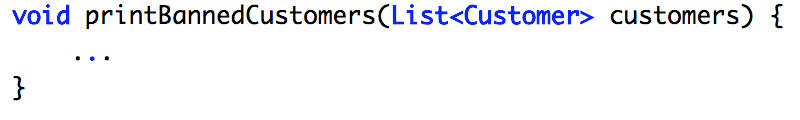 void printBannedCustomers(List<Customer> customers) {
    ...
}